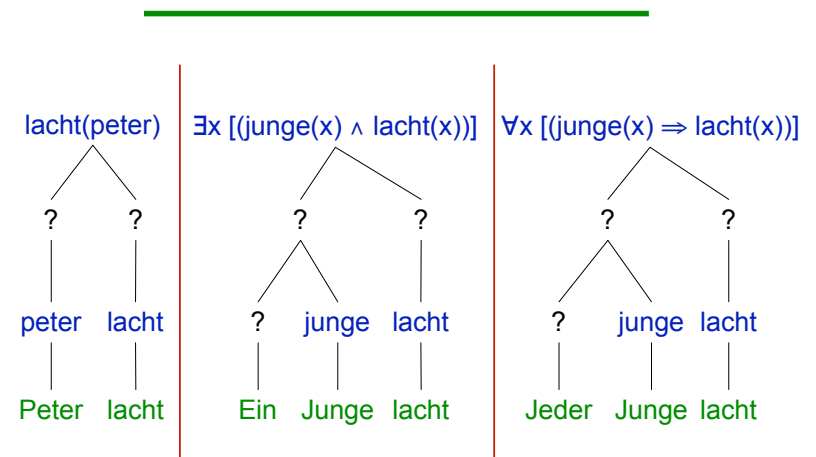 lacht(peter) ∃x [(junge(x) ∧ lacht(x))] ∀x [(junge(x) ⇒ lacht(x))]
? ? ? ? ? ?
peter lacht ? junge lacht ? junge lacht
Peter lacht Ein Junge lacht Jeder Junge lacht